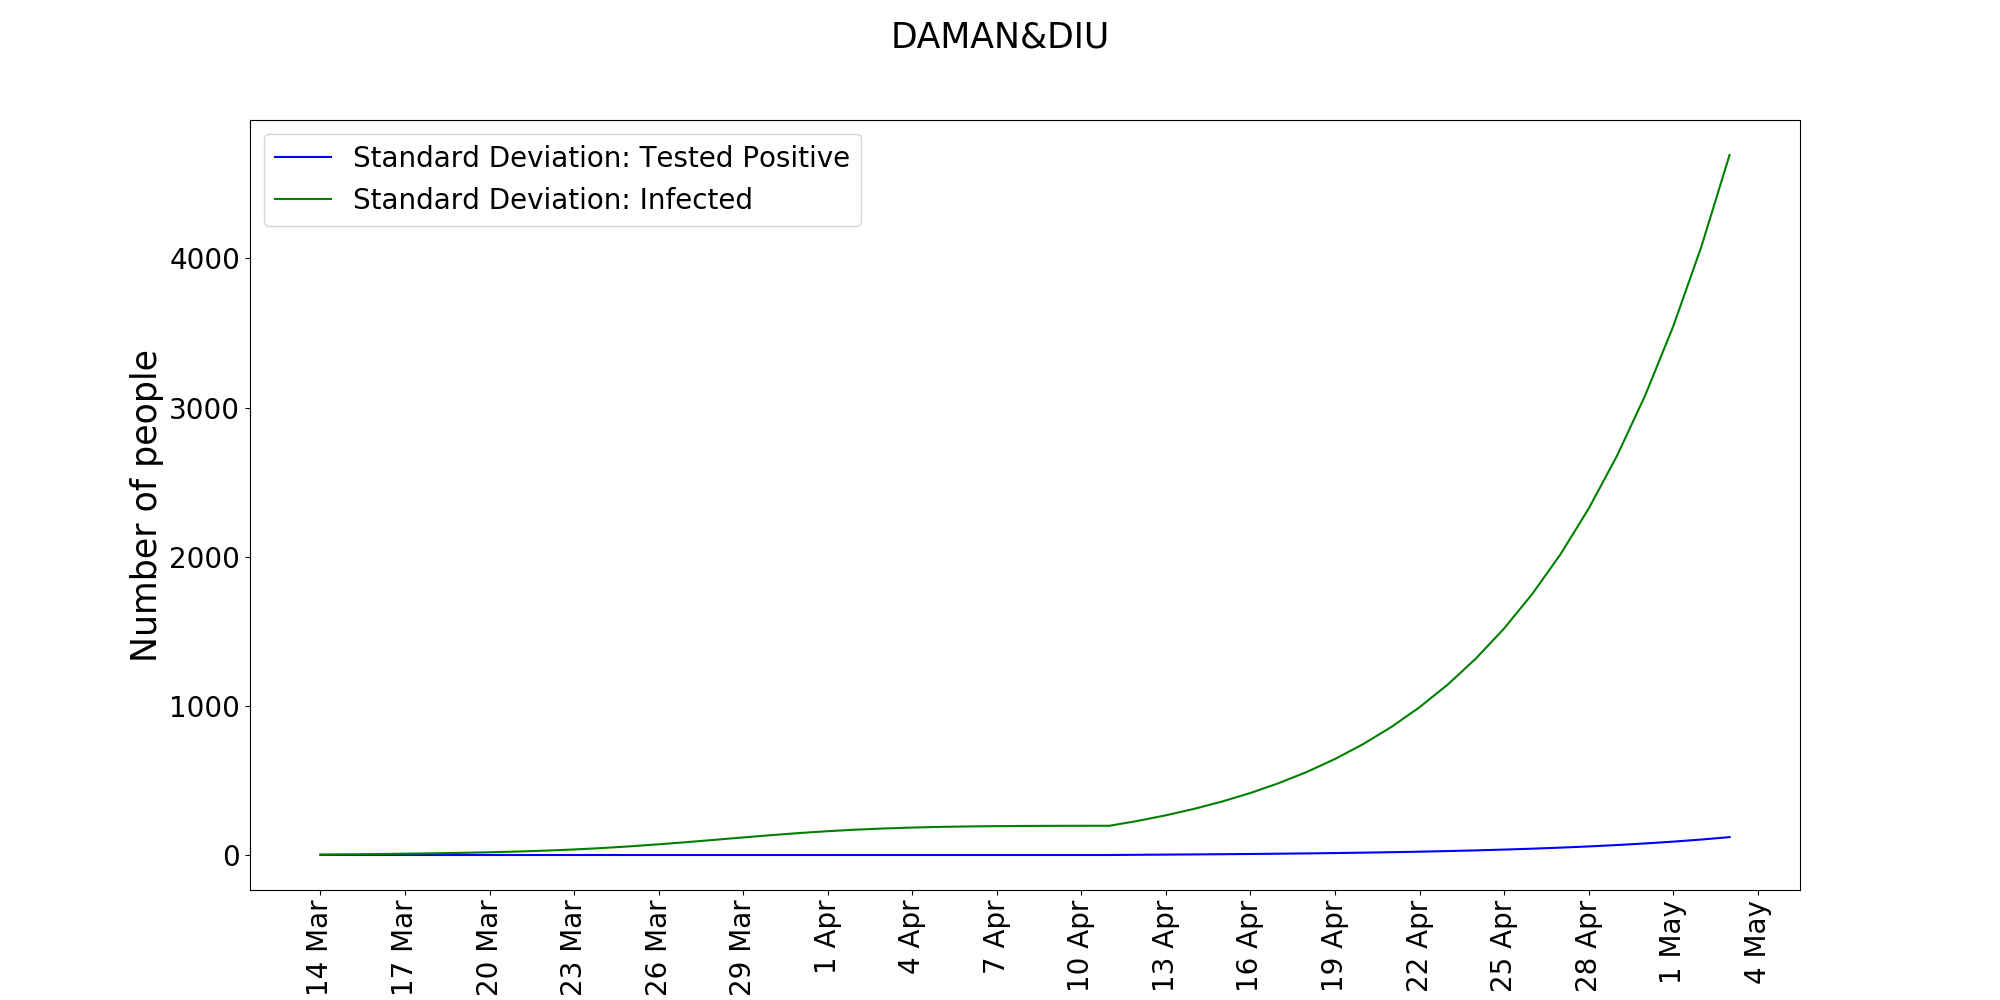 DAMAN&DIU
Standard Deviation: Tested Positive
Standard Deviation: Infected
Number of people
4000
3000
2000
1000
0
14 Mar
17 Mar
20 Mar
23 Mar
26 Mar
29 Mar
1 Apr
4 Apr
7 Apr
10 Apr
13 Apr
16 Apr
19 Apr
22 Apr
25 Apr
28 Apr
1 May
4 May